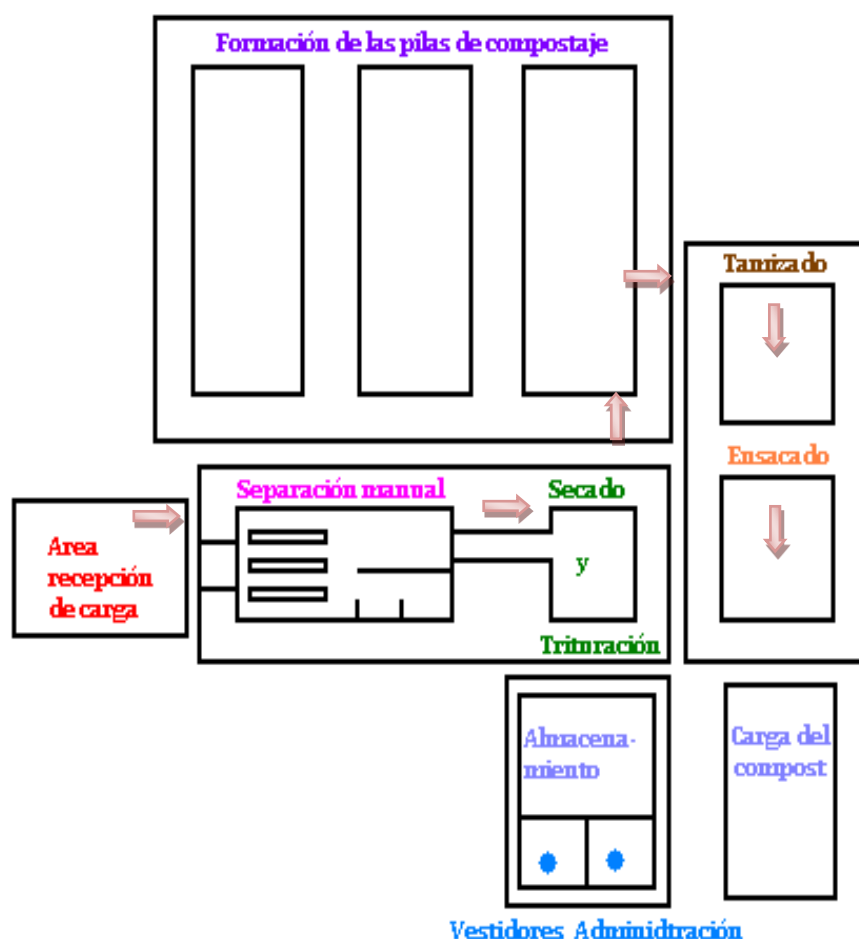 Formación de las pilas de compostaje
Tamizado
Ensacado
Separación manual
Secado
y
Trituración
Area
recepción
de carga
Almacena-
miento
Carga del
compost
Vestidores Adminidtración